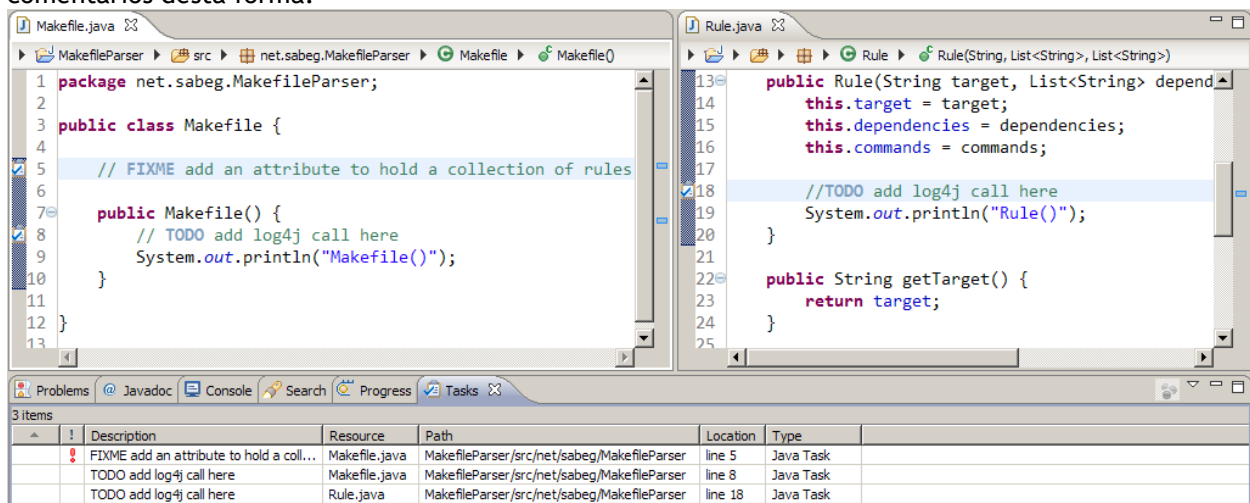 comentários desta forma.
Makefile.java
MakefileParser src net.sabeg.MakefileParser Makefile Makefile()
1 package net.sabeg.MakefileParser;
2
3 public class Makefile {
4
5 // FIXME add an attribute to hold a collection of rules
6
7 public Makefile() {
8 // TODO add log4j call here
9 System.out.println("Makefile()");
10 }
11
12 }
13
Rule.java
Rule Rule(String, List<String>, List<String>)
13 public Rule(String target, List<String> depend
14 this.target = target;
15 this.dependencies = dependencies;
16 this.commands = commands;
17
18 //TODO add log4j call here
19 System.out.println("Rule()");
20 }
21
22 public String getTarget() {
23 return target;
24 }
25
Problems @ Javadoc Console Search Progress Tasks
3 items
! Description Resource Path Location Type
FIXME add an attribute to hold a coll... Makefile.java MakefileParser/src/net/sabeg/MakefileParser line 5 Java Task
TODO add log4j call here Makefile.java MakefileParser/src/net/sabeg/MakefileParser line 8 Java Task
TODO add log4j call here Rule.java MakefileParser/src/net/sabeg/MakefileParser line 18 Java Task